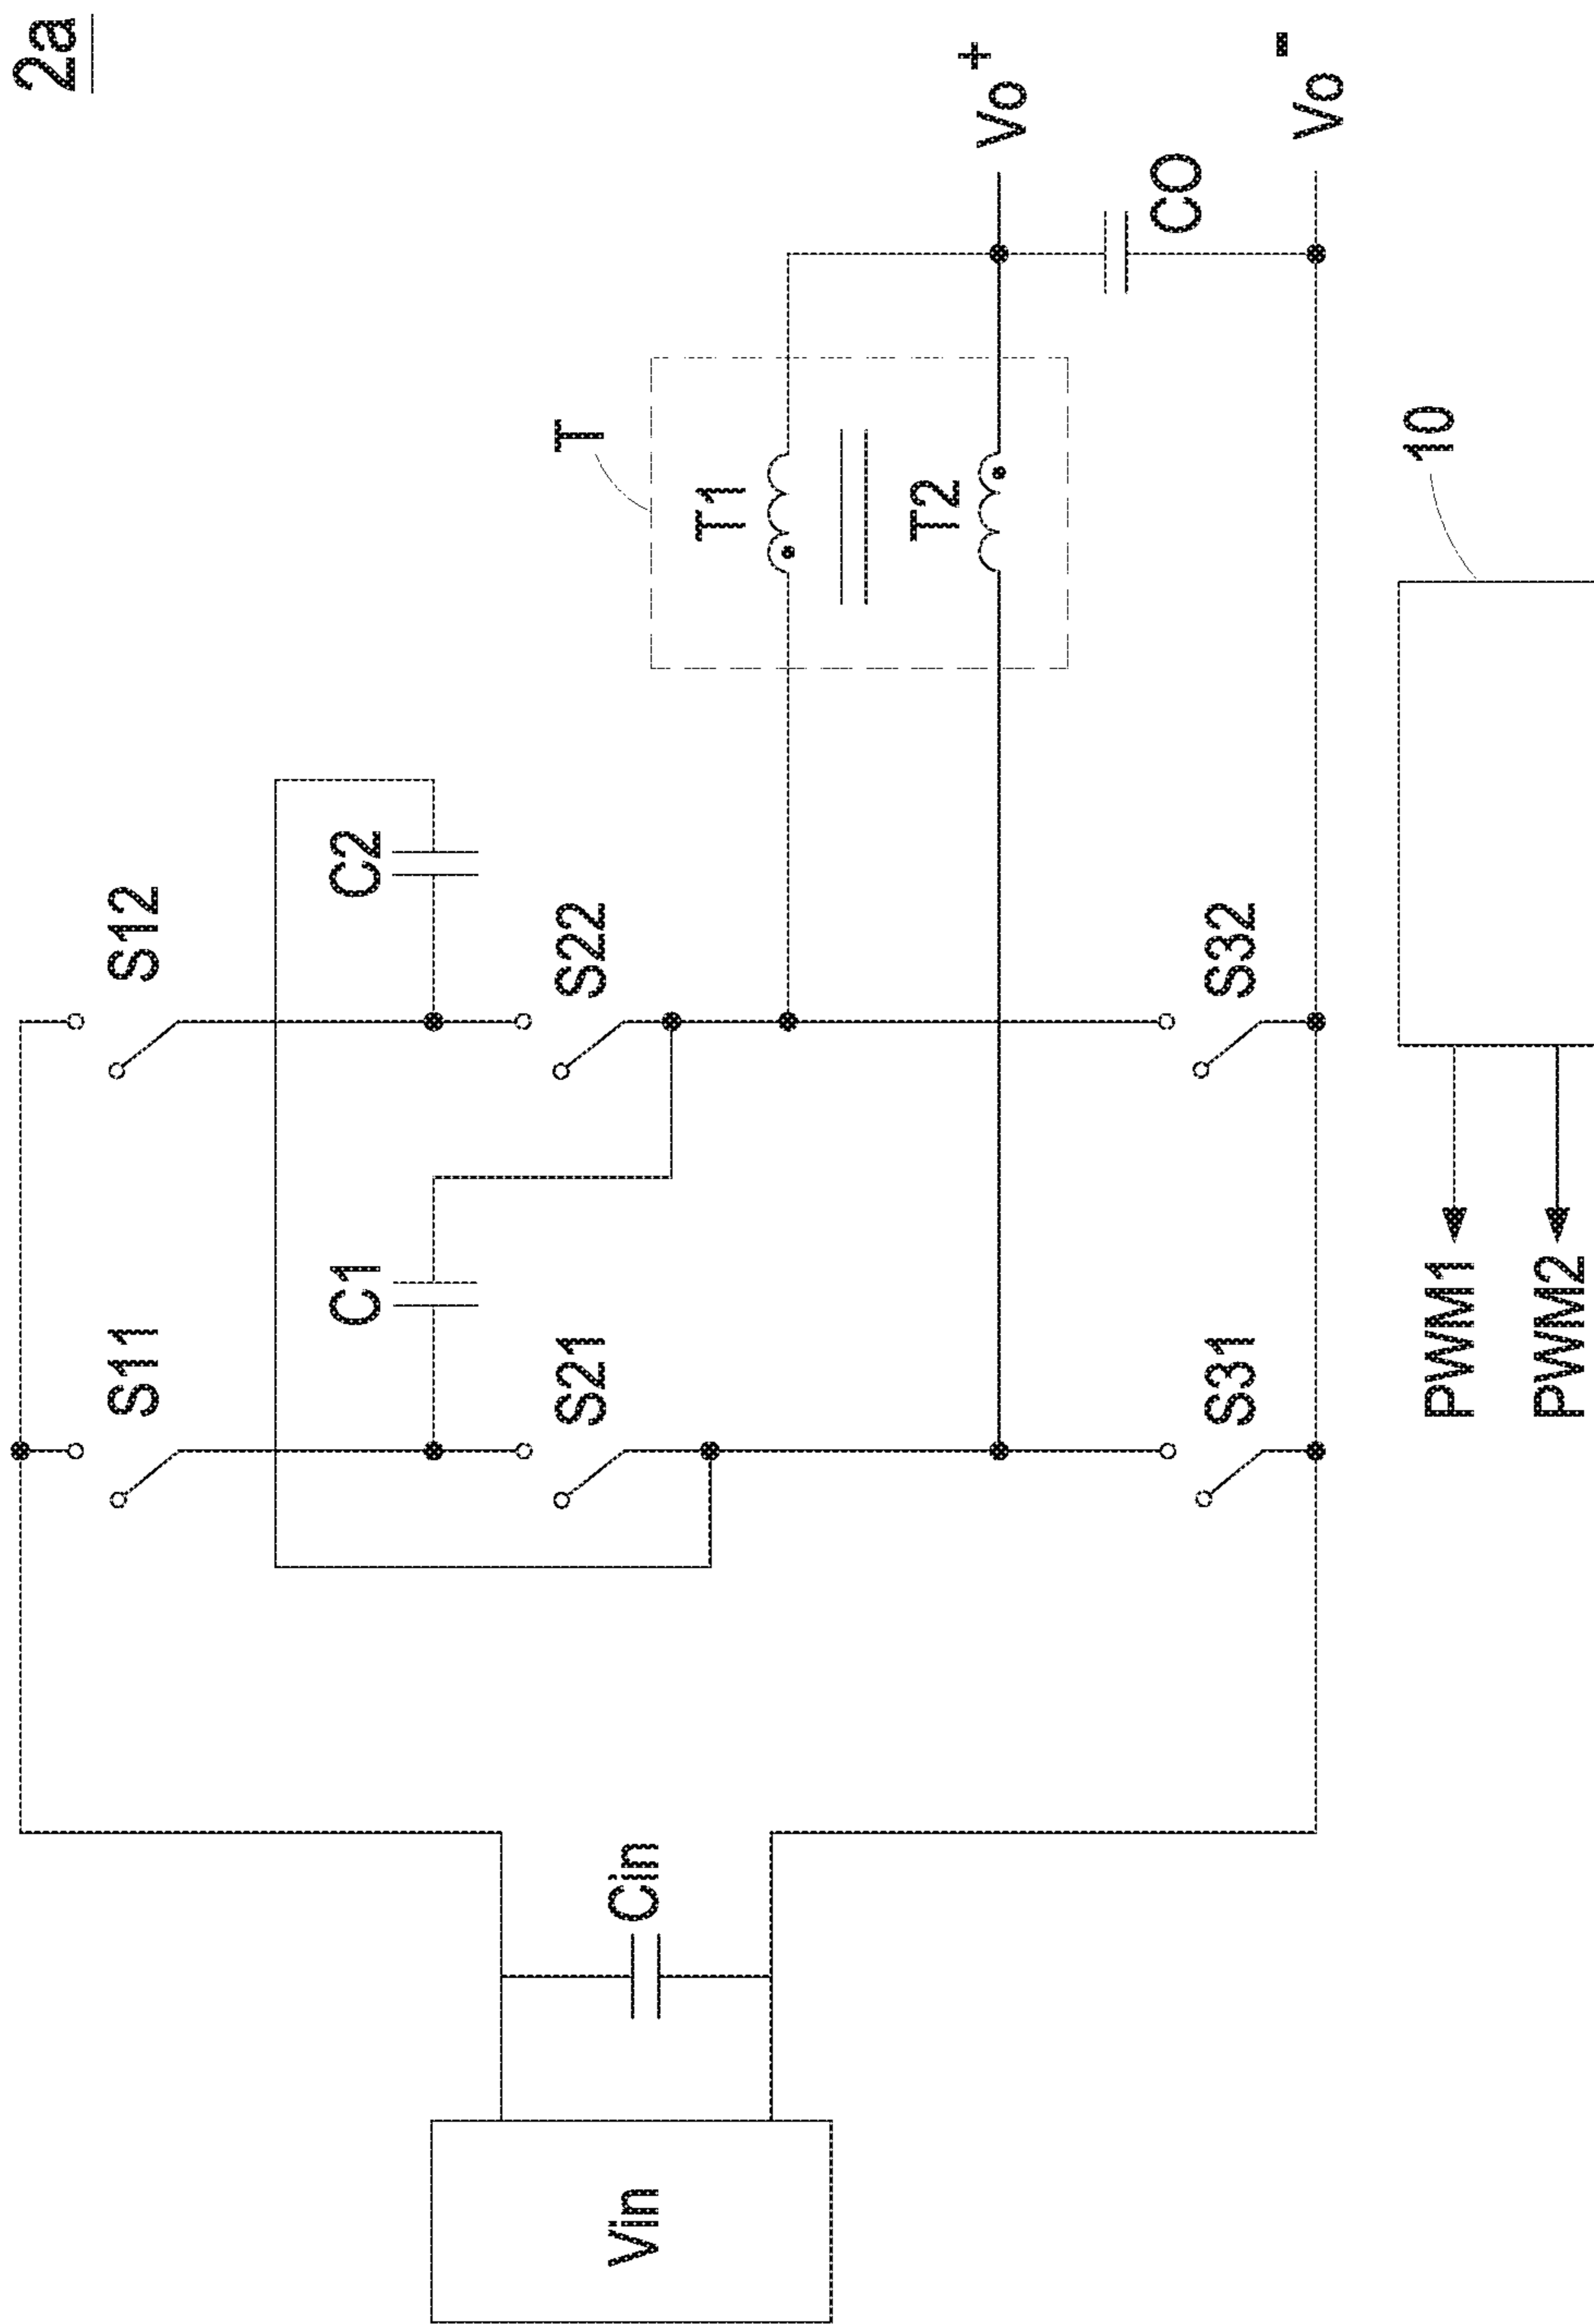 2a
S11
S12
C1
C2
S21
S22
T
T1
T2
Vin
Cin
Vo+
CO
S31
S32
Vo-
10
PWM1
PWM2